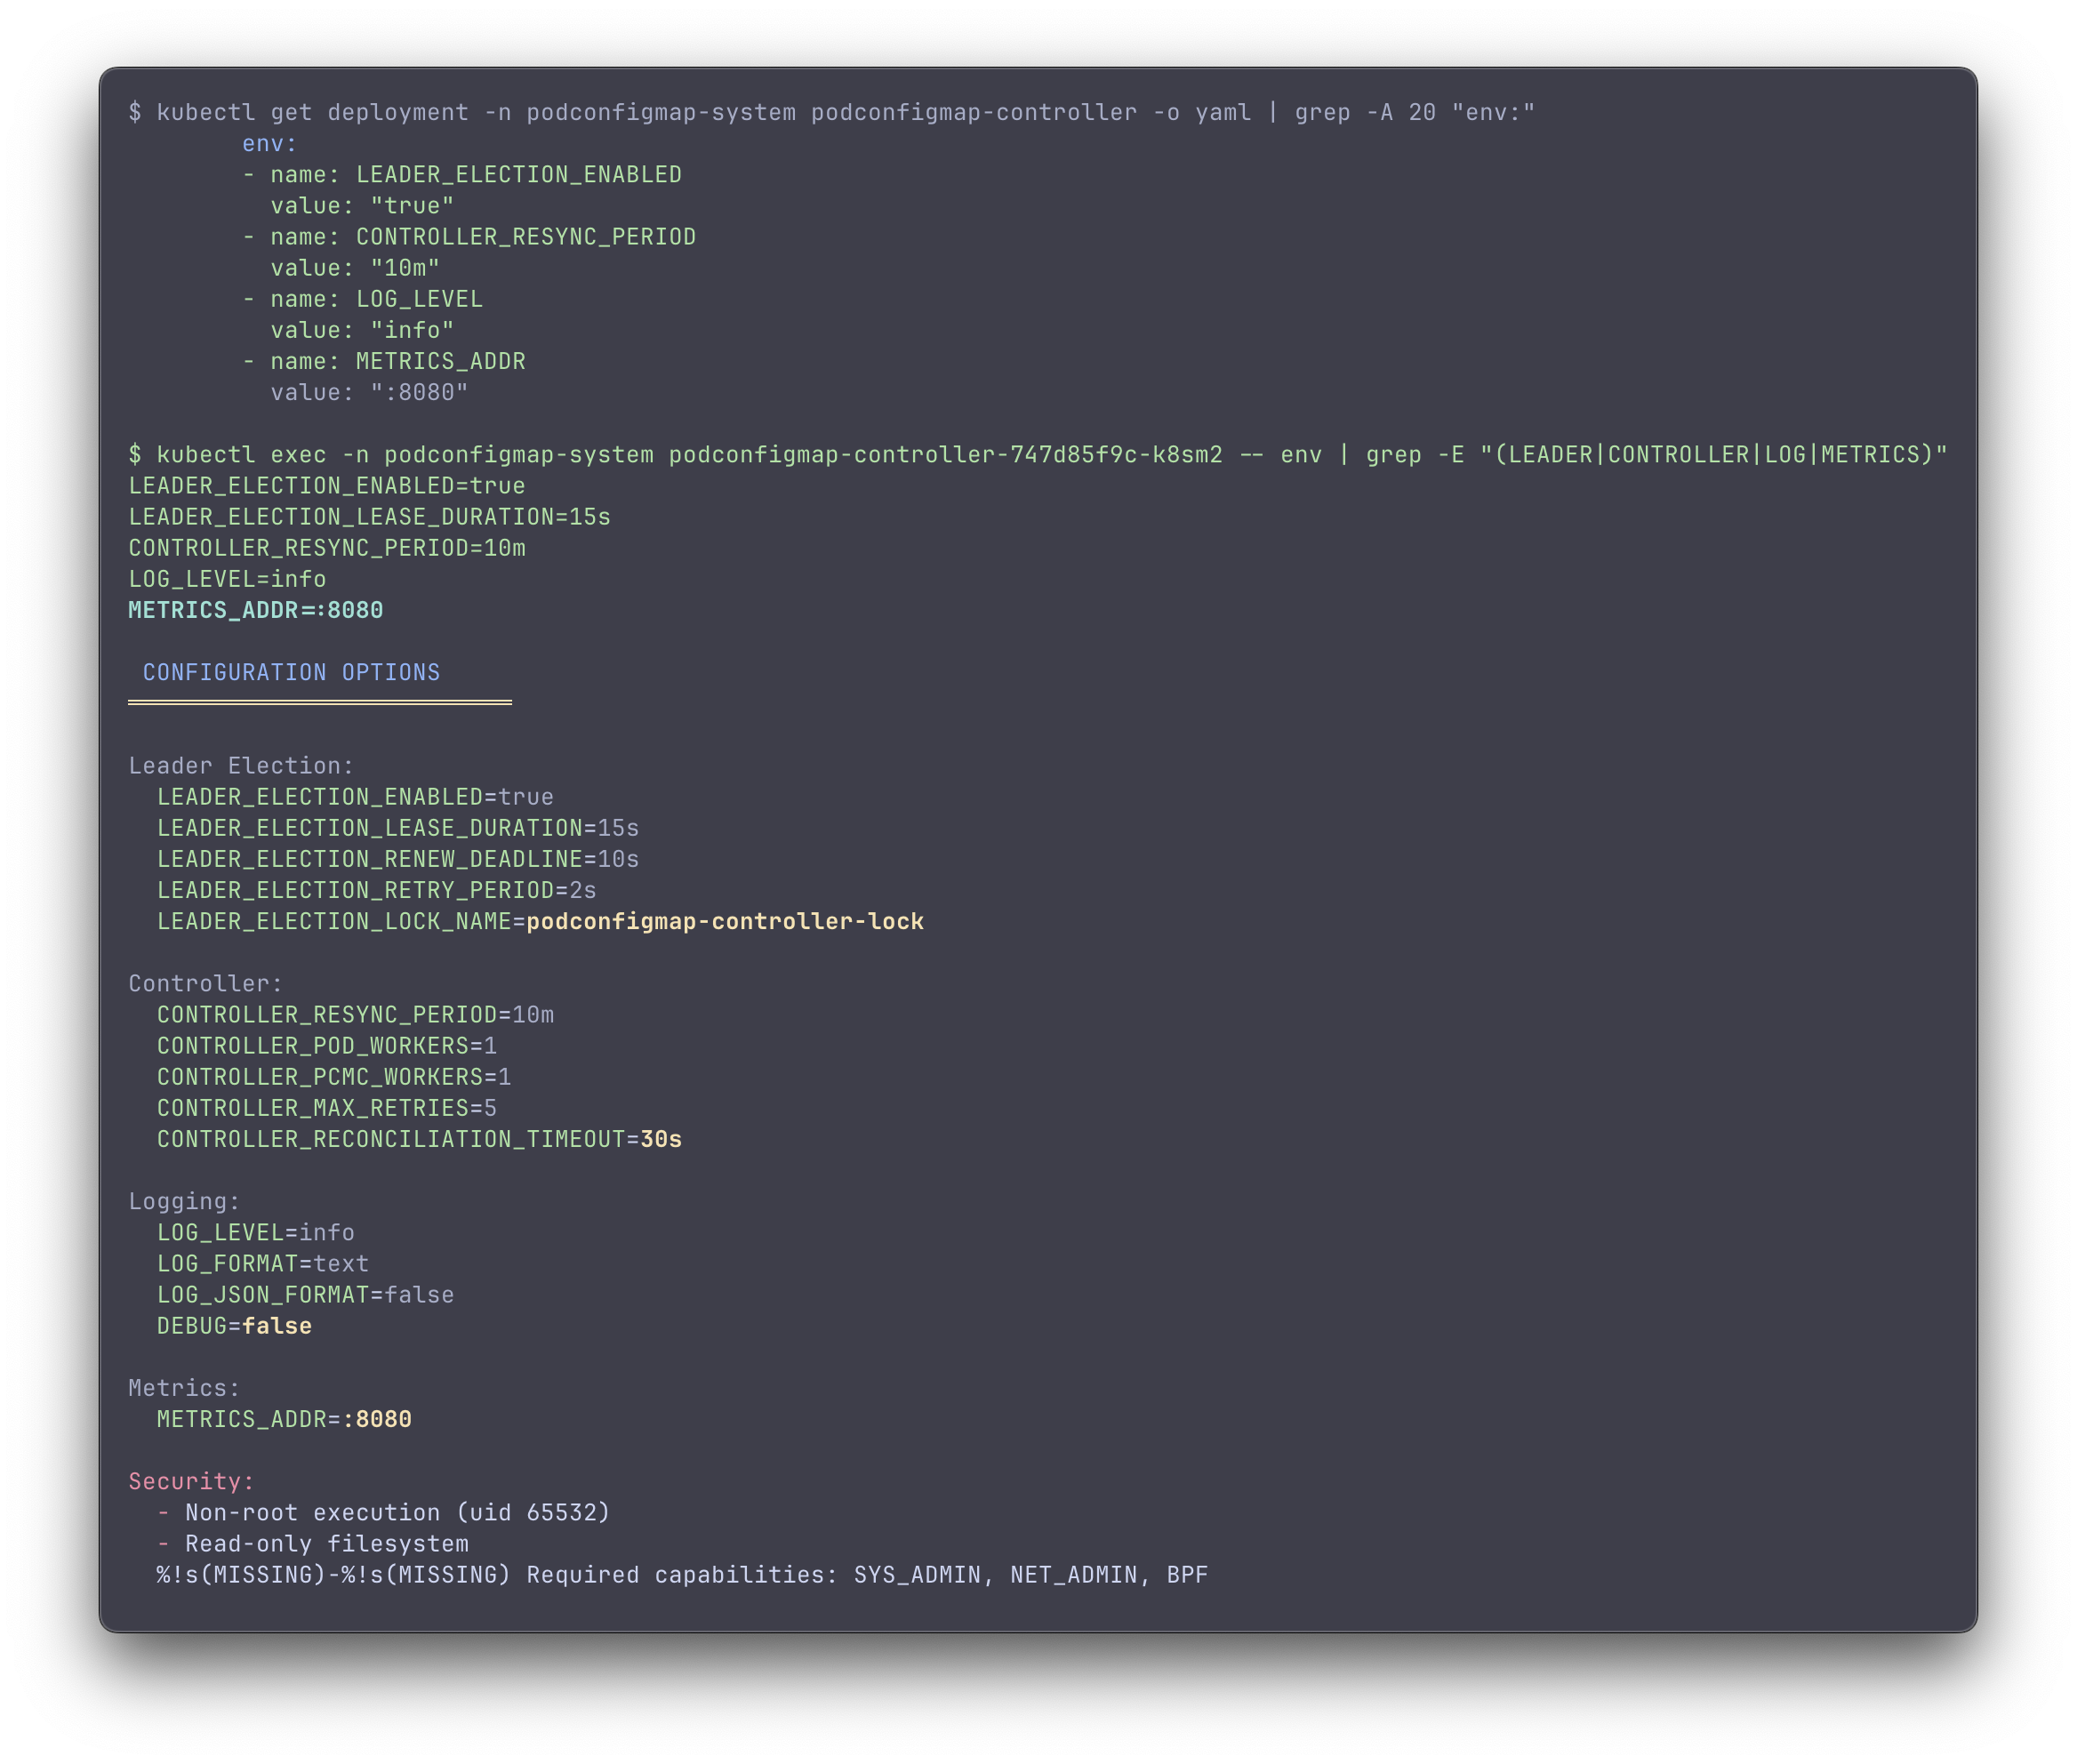 $ kubectl get deployment -n podconfigmap-system podconfigmap-controller -o yaml | grep -A 20 "env:"
        env:
        - name: LEADER_ELECTION_ENABLED
          value: "true"
        - name: CONTROLLER_RESYNC_PERIOD
          value: "10m"
        - name: LOG_LEVEL
          value: "info"
        - name: METRICS_ADDR
          value: ":8080"

$ kubectl exec -n podconfigmap-system podconfigmap-controller-747d85f9c-k8sm2 -- env | grep -E "(LEADER|CONTROLLER|LOG|METRICS)"
LEADER_ELECTION_ENABLED=true
LEADER_ELECTION_LEASE_DURATION=15s
CONTROLLER_RESYNC_PERIOD=10m
LOG_LEVEL=info
METRICS_ADDR=:8080

 CONFIGURATION OPTIONS
═══════════════════════════

Leader Election:
  LEADER_ELECTION_ENABLED=true
  LEADER_ELECTION_LEASE_DURATION=15s
  LEADER_ELECTION_RENEW_DEADLINE=10s
  LEADER_ELECTION_RETRY_PERIOD=2s
  LEADER_ELECTION_LOCK_NAME=podconfigmap-controller-lock

Controller:
  CONTROLLER_RESYNC_PERIOD=10m
  CONTROLLER_POD_WORKERS=1
  CONTROLLER_PCMC_WORKERS=1
  CONTROLLER_MAX_RETRIES=5
  CONTROLLER_RECONCILIATION_TIMEOUT=30s

Logging:
  LOG_LEVEL=info
  LOG_FORMAT=text
  LOG_JSON_FORMAT=false
  DEBUG=false

Metrics:
  METRICS_ADDR=:8080

Security:
  - Non-root execution (uid 65532)
  - Read-only filesystem
  %!s(MISSING)-%!s(MISSING) Required capabilities: SYS_ADMIN, NET_ADMIN, BPF